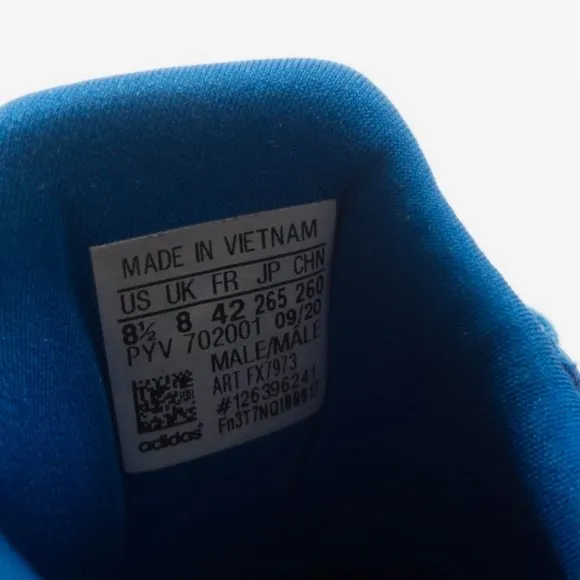 MADE IN VIETNAM
US UK FR JP CHN
8½ 8 42 265 260
PYV 702001 09/20
MALE/MÂLE
ART FX7973
#126396241
adidas